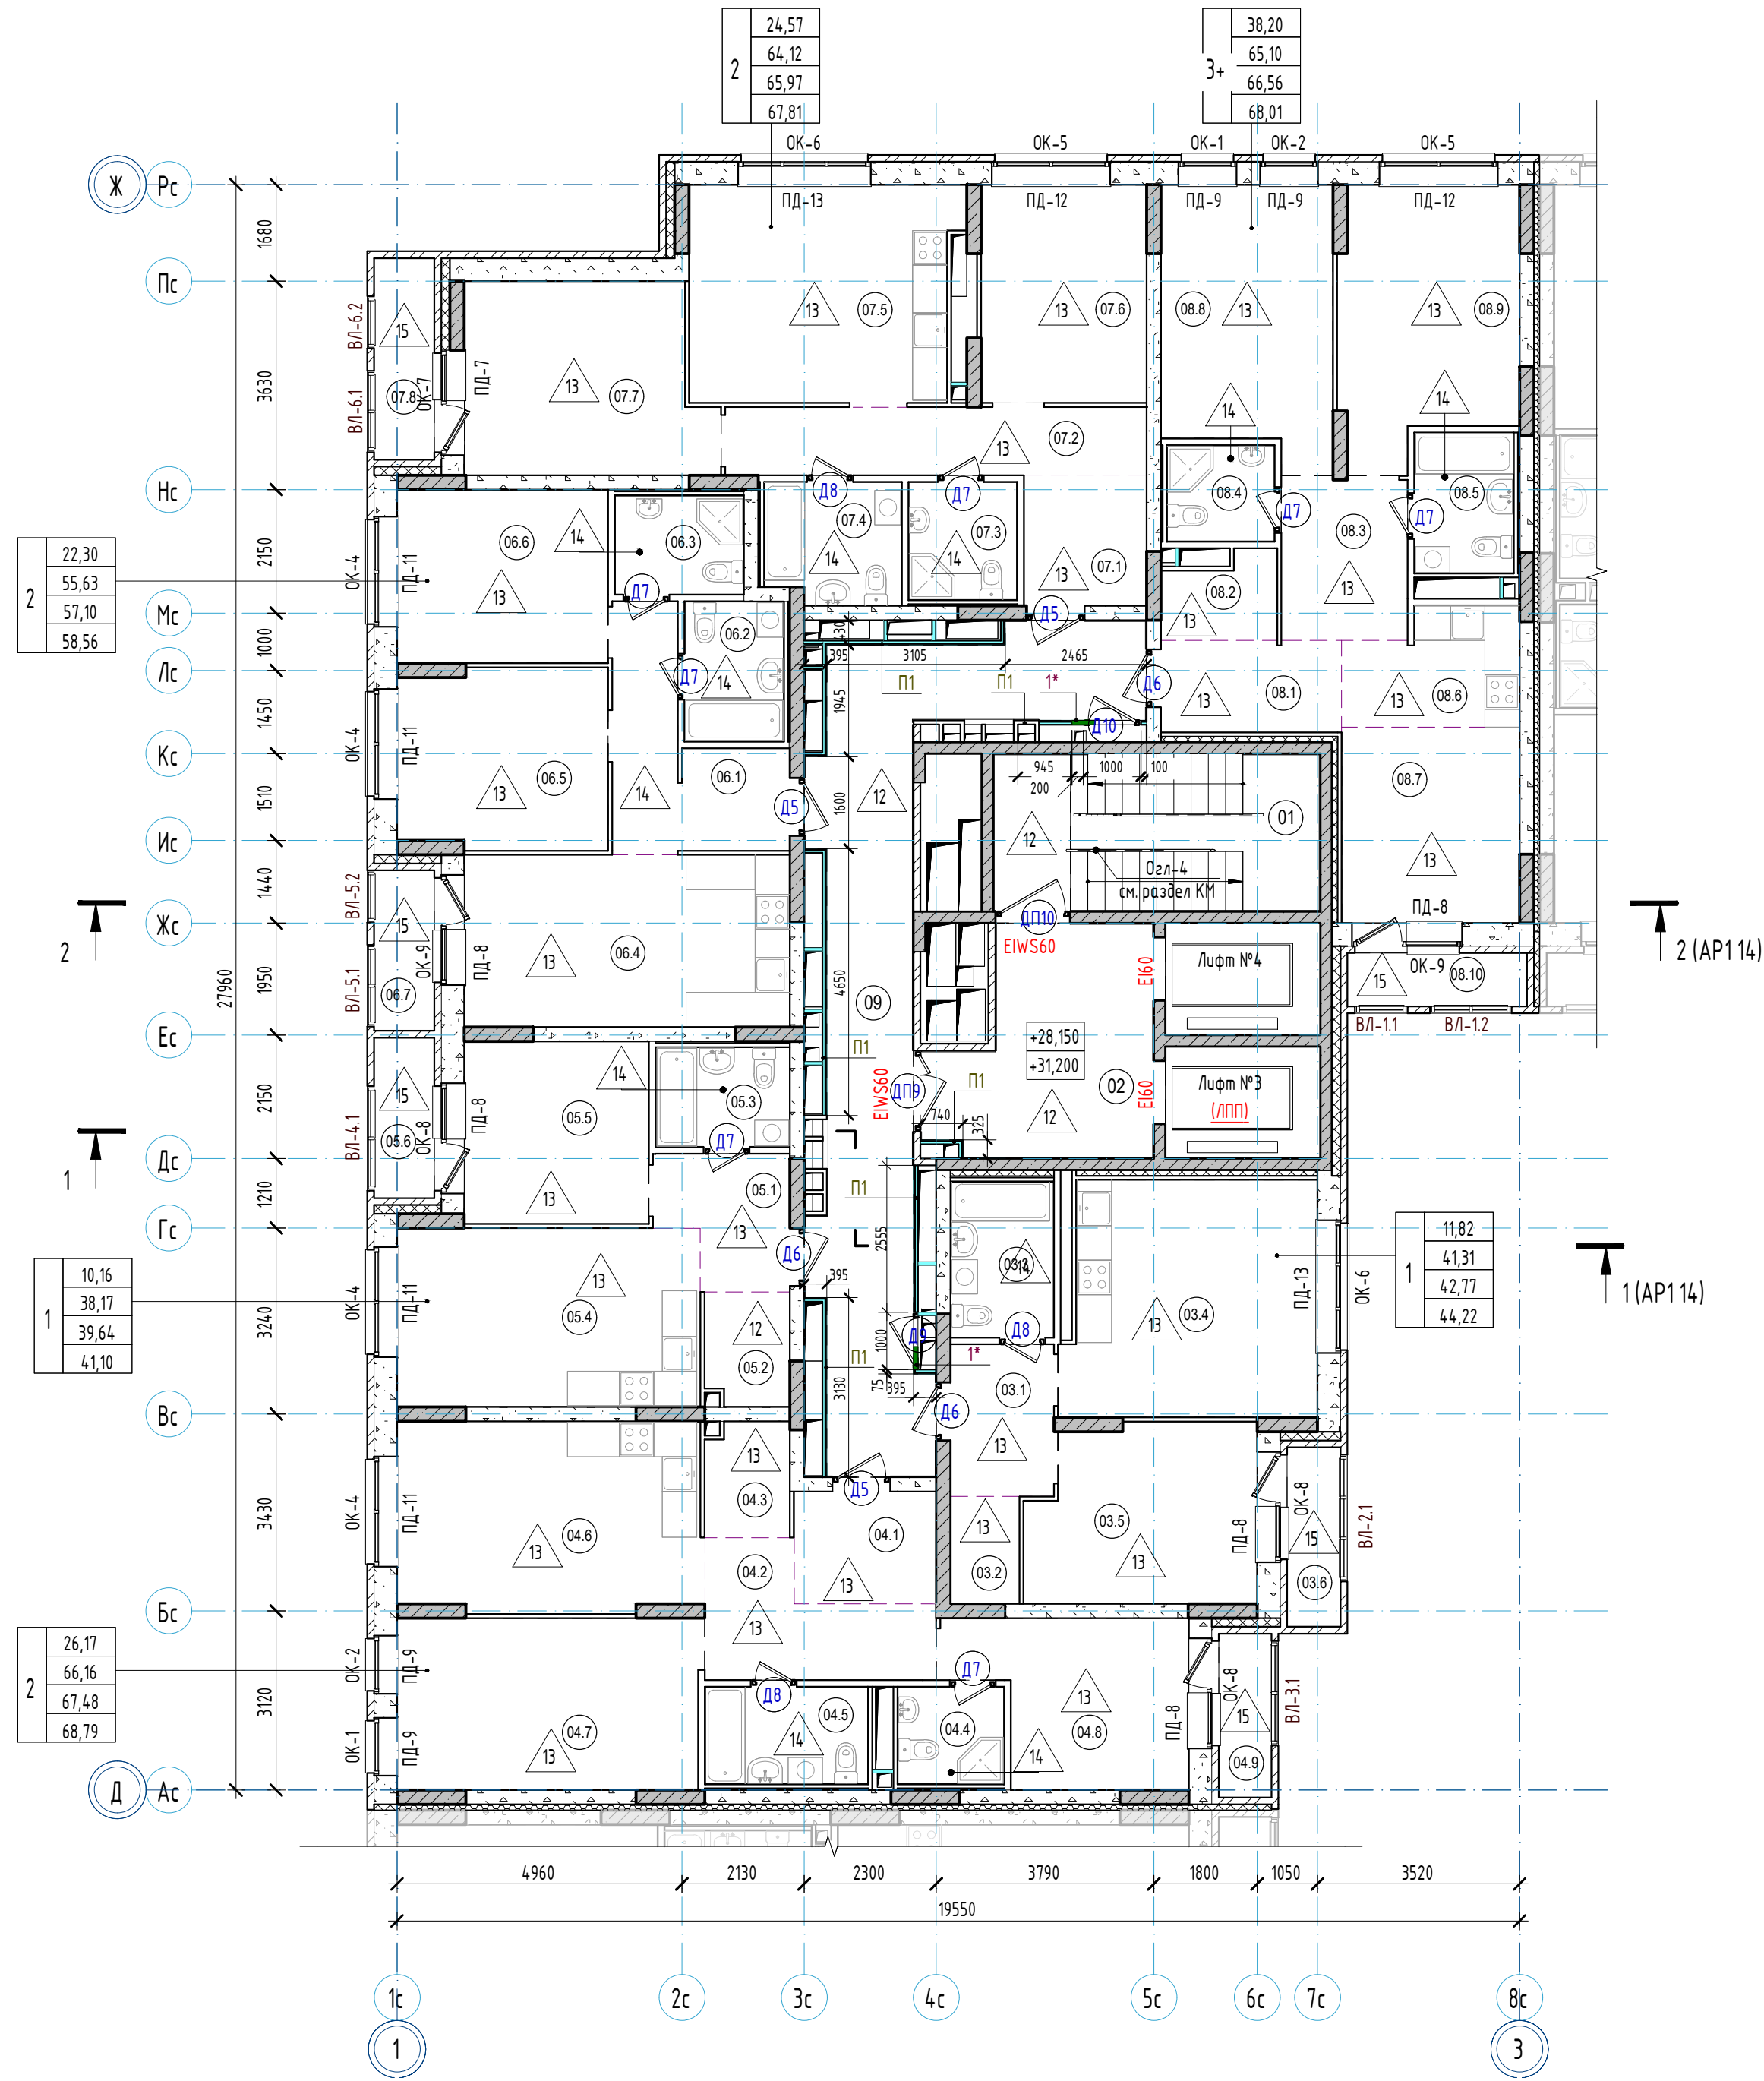 24,57
2
64,12
65,97
67,81
38,20
3+
65,10
66,56
68,01
ОК-6
ОК-5
ОК-1
ОК-2
ОК-5
Ж
Рс
ПД-13
ПД-12
ПД-9
ПД-9
ПД-12
1680
Пс
ВЛ-6.2
15
13
07.5
13
07.6
08.8
13
13
08.9
3630
ВЛ-6.1
07.8
ОК-7
ПД-7
13
07.7
14
14
07.2
13
Нс
Д8
Д7
08.4
Д7
08.5
Д7
07.4
07.3
08.3
22,30
2
55,63
57,10
58,56
2150
ОК-4
ПД-11
06.6
14
06.3
14
14
13
07.1
13
Д7
13
08.2
13
Мс
06.2
Д5
430
1000
Лс
395
3105
2465
Д7
14
П1
П1
1*
Д6
13
08.1
13
08.6
1450
ОК-4
ПД-11
1945
Д10
Кс
13
06.5
14
06.1
945
1000
100
200
08.7
1510
Д5
1600
12
12
01
Ис
Огл-4
см. раздел КМ
13
1440
ВЛ-5.2
15
ПД-8
2
Жс
ДП10
EIWS60
2 (АР1 14)
ОК-9
ПД-8
13
06.4
EI60
Лифт №4
15
ОК-9
08.10
27960
1950
ВЛ-5.1
06.7
4650
09
ВЛ-1.1
ВЛ-1.2
Ес
+28,150
+31,200
П1
14
15
EIWS60
ДП9
П1
02
EI60
Лифт №3
(ЛПП)
2150
ВЛ-4.1
05.6
ОК-8
ПД-8
05.5
05.3
740
325
12
1
Дс
Д7
1210
13
05.1
П1
13
Гс
Д6
2555
11,82
1
41,31
42,77
44,22
1 (АР1 14)
10,16
1
38,17
39,64
41,10
3240
ОК-4
ПД-11
13
05.4
395
03.3
14
ПД-13
ОК-6
12
05.2
Д9
1000
Д8
13
03.4
П1
1*
3130
75
395
03.1
Вс
Д6
13
13
3430
ОК-4
ПД-11
04.3
Д5
13
04.6
04.1
13
03.5
13
ПД-8
ОК-8
15
ВЛ-2.1
04.2
13
03.2
03.6
Бс
13
26,17
2
66,16
67,48
68,79
3120
ОК-2
ПД-9
Д7
Д8
13
ОК-8
15
ВЛ-3.1
ОК-1
ПД-9
13
04.7
04.5
14
04.4
14
04.8
ПД-8
04.9
Д
Ас
4960
2130
2300
3790
1800
1050
3520
19550
1с
2с
3с
4с
5с
6с
7с
8с
1
3